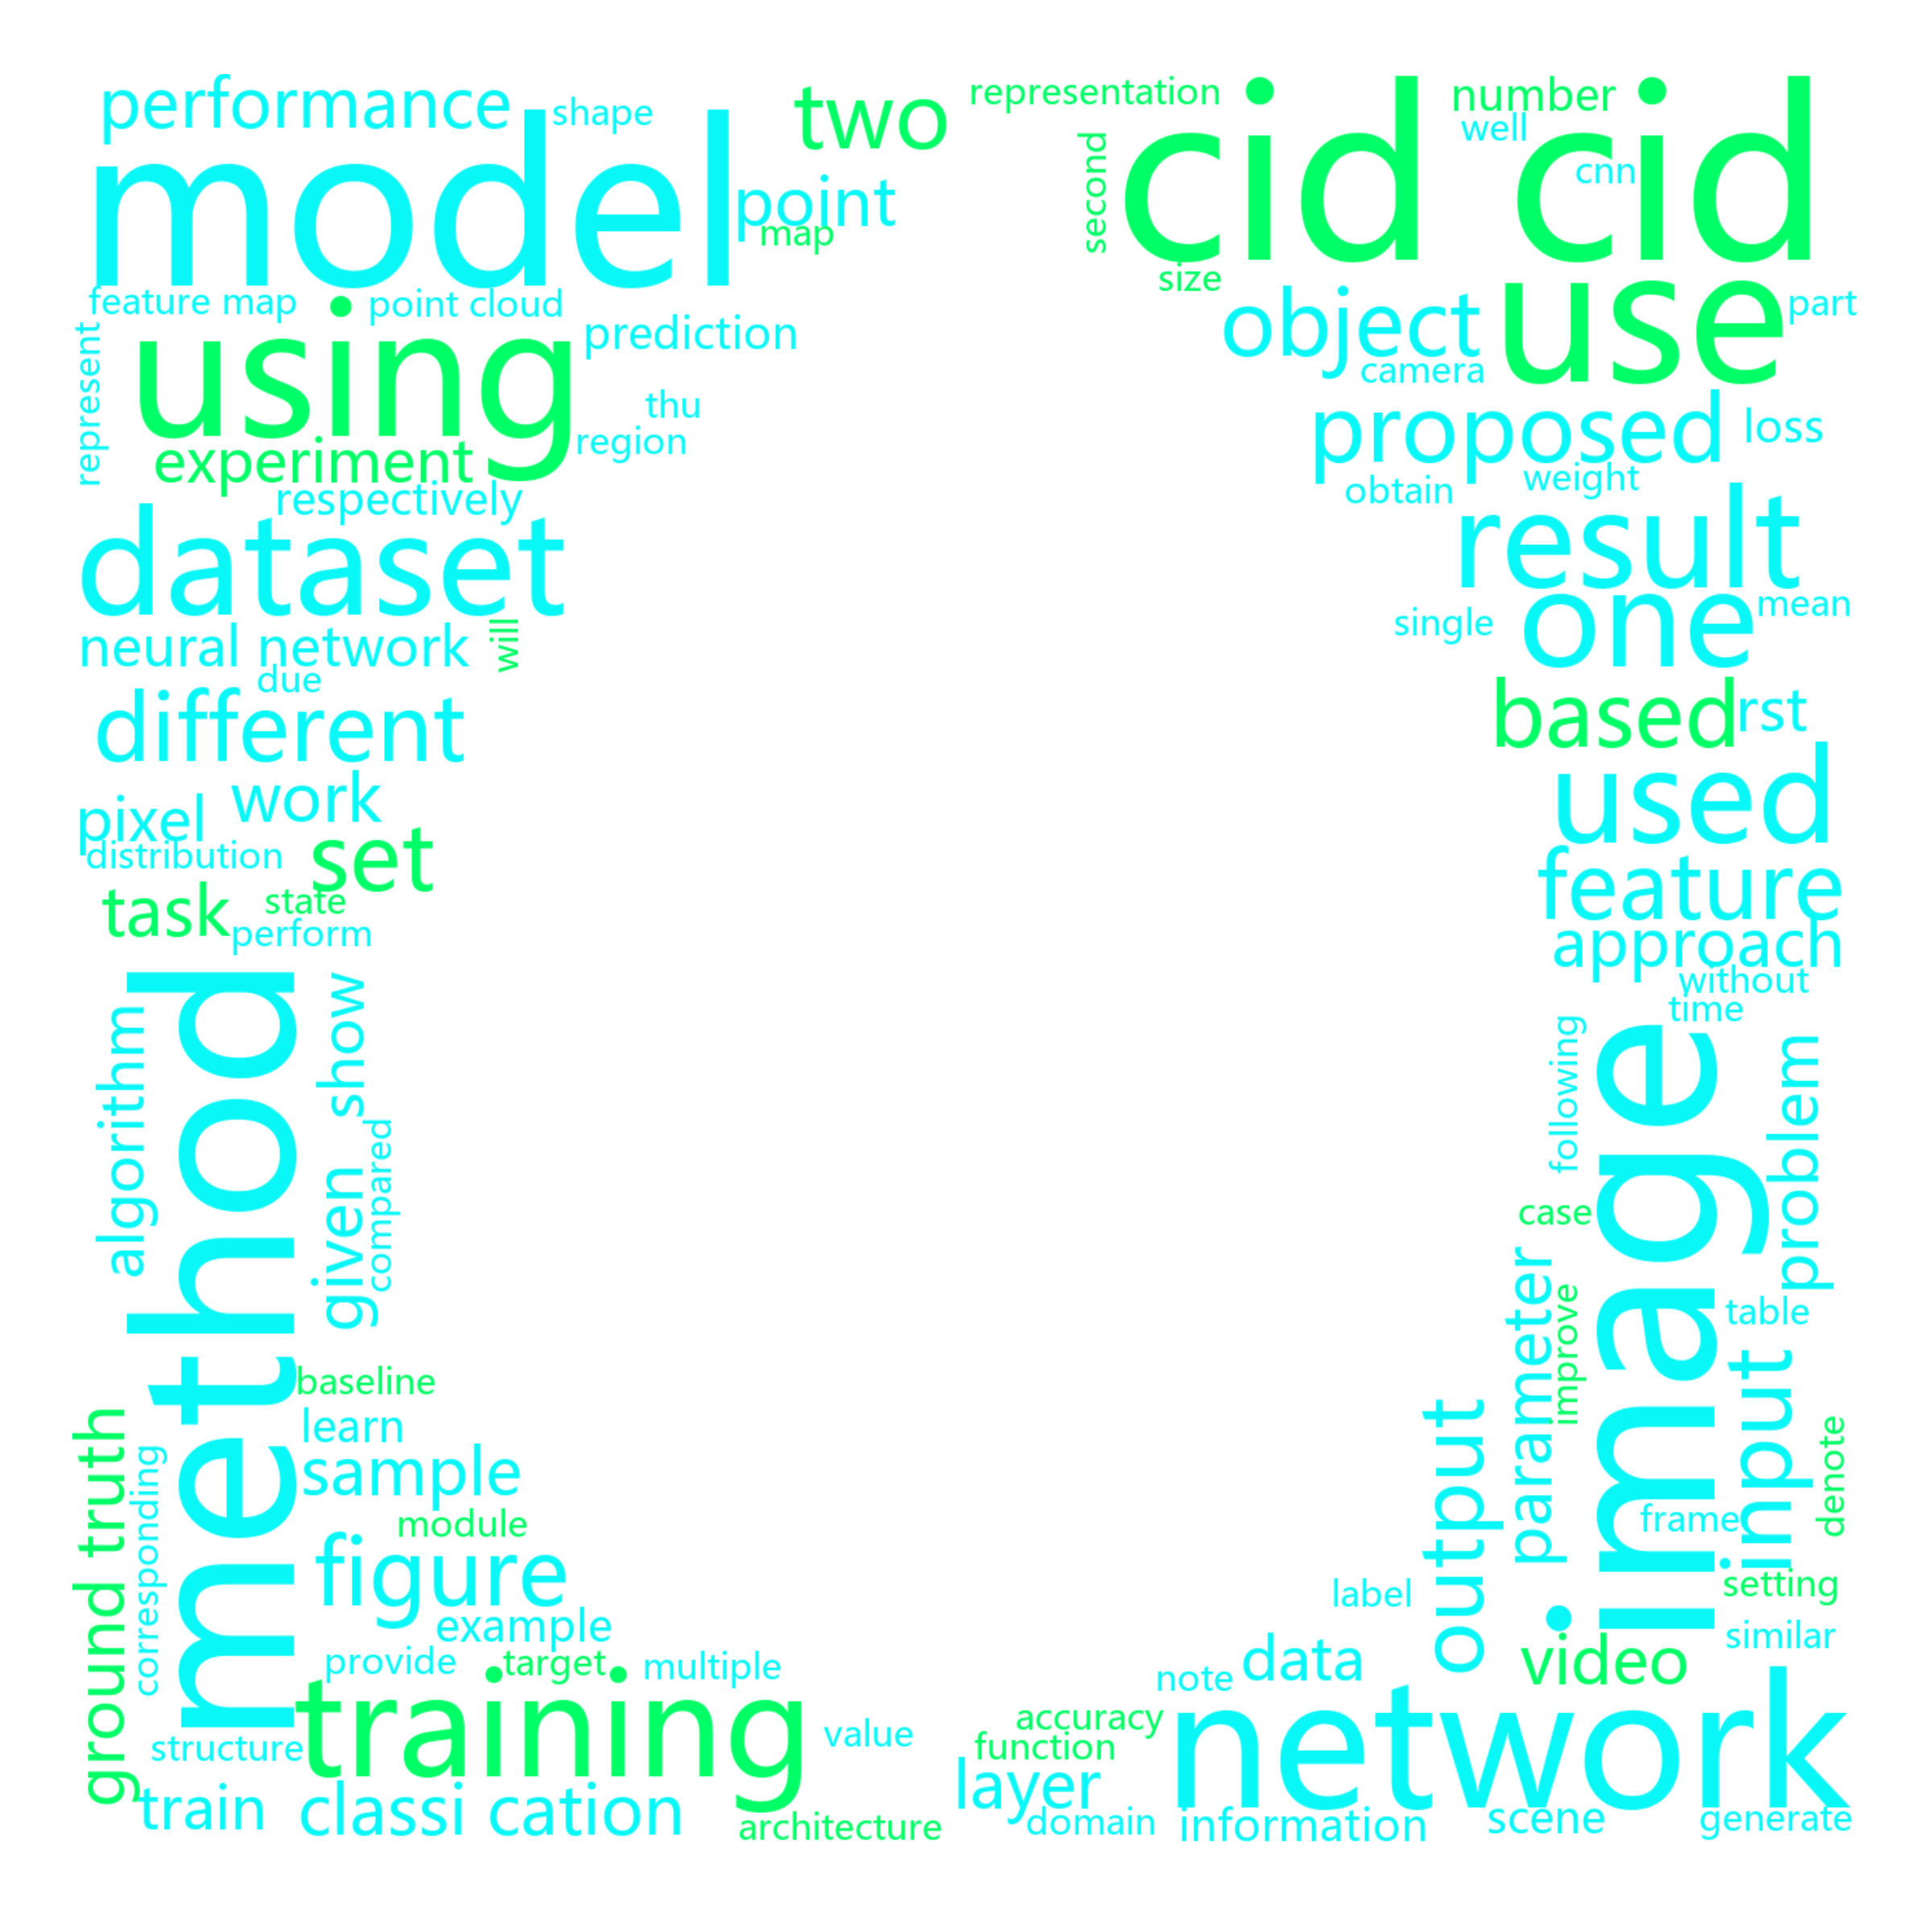 performance
shape
two
representation
number
well
model
point
map
second
cid cid
cnn
size
feature map
point cloud
prediction
object
use
part
camera
represent
using
thu
region
proposed
loss
experiment
respectively
obtain
weight
dataset
result
neural network
will
single
one
mean
due
different
based
rst
pixel
work
used
distribution
set
feature
task
state
perform
approach
without
time
algorithm
method
show
given
compared
following
image
problem
case
parameter
improve
table
baseline
learn
sample
ground truth
corresponding
module
figure
example
output
input
denote
frame
label
setting
provide
target
multiple
note
data
video
similar
training
structure
value
accuracy
function
network
train
classi cation
architecture
layer
domain
information
scene
generate